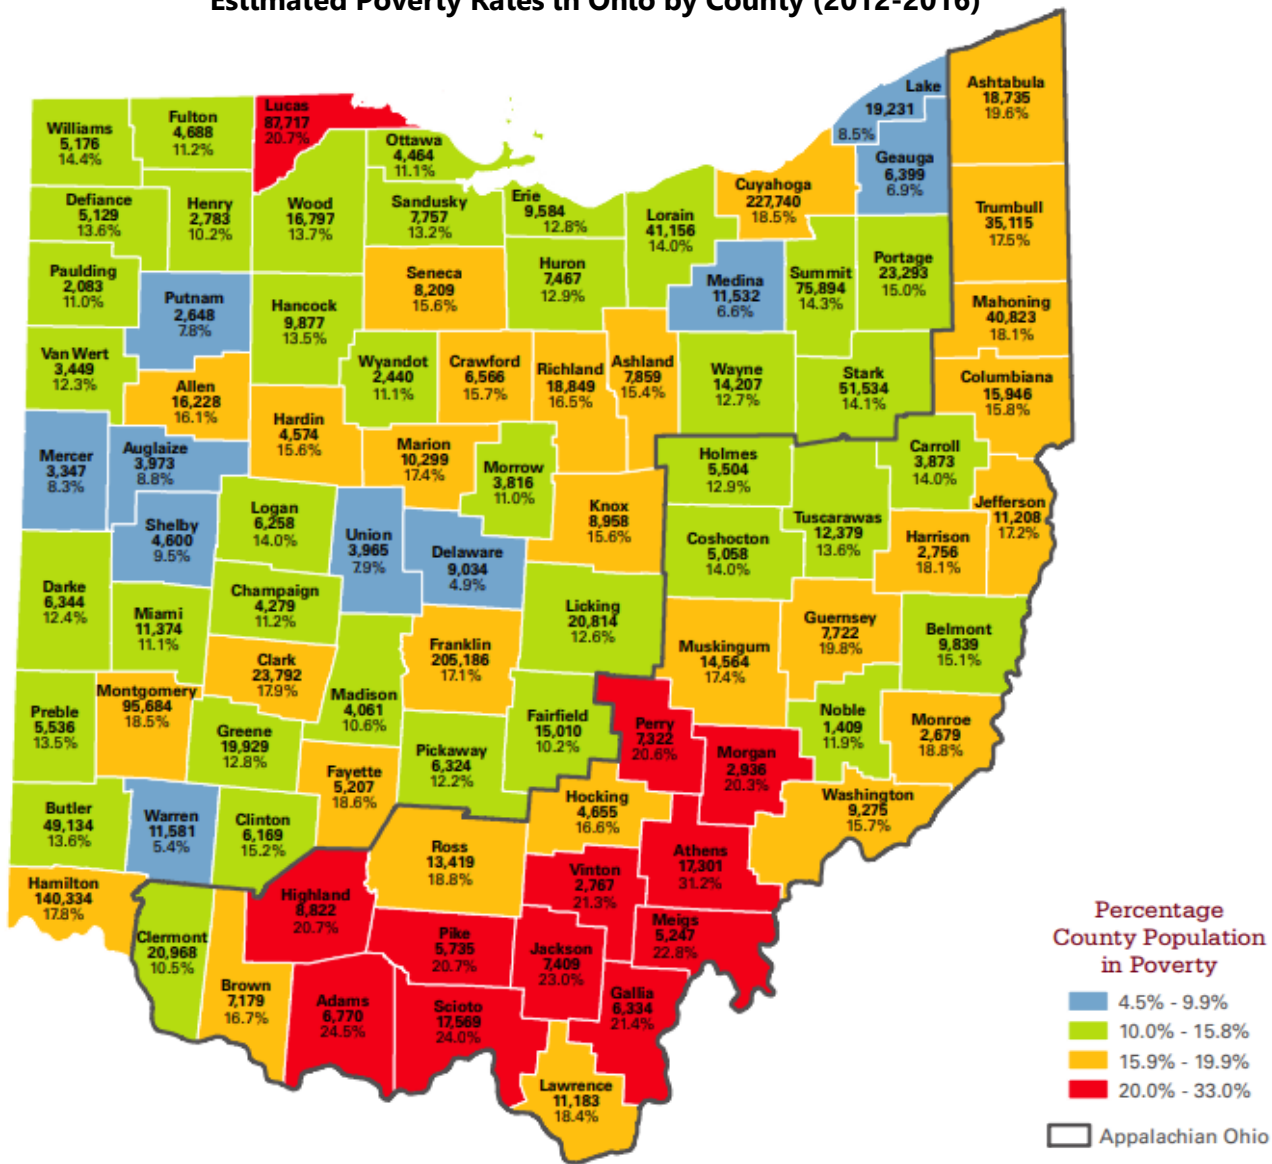 Estimated Poverty Rates in Ohio by County (2012-2016)
Williams
5,176
14.4%
Fulton
4,688
11.2%
Lucas
87,717
20.7%
Ottawa
4,464
11.1%
Lake
19,231
8.5%
Ashtabula
18,735
19.6%
Geauga
6,399
6.9%
Cuyahoga
227,740
18.5%
Defiance
5,129
13.6%
Henry
2,783
10.2%
Wood
16,797
13.7%
Sandusky
7,757
13.2%
Erie
9,584
12.8%
Lorain
41,156
14.0%
Trumbull
35,115
17.5%
Paulding
2,083
11.0%
Putnam
2,648
7.8%
Hancock
9,877
13.5%
Seneca
8,209
15.6%
Huron
7,467
12.9%
Medina
11,532
6.6%
Summit
75,894
14.3%
Portage
23,293
15.0%
Mahoning
40,823
18.1%
Van Wert
3,449
12.3%
Allen
16,228
16.1%
Hardin
4,574
15.6%
Wyandot
2,440
11.1%
Crawford
6,566
15.7%
Richland
18,849
16.5%
Ashland
7,859
15.4%
Wayne
14,207
12.7%
Stark
51,534
14.1%
Columbiana
15,946
15.8%
Mercer
3,347
8.3%
Auglaize
3,973
8.8%
Marion
10,299
17.4%
Morrow
3,816
11.0%
Holmes
5,504
12.9%
Carroll
3,873
14.0%
Jefferson
11,208
17.2%
Shelby
4,600
9.5%
Logan
6,258
14.0%
Union
3,965
7.9%
Delaware
9,034
4.9%
Knox
8,958
15.6%
Coshocton
5,058
14.0%
Tuscarawas
12,379
13.6%
Harrison
2,756
18.1%
Darke
6,344
12.4%
Miami
11,374
11.1%
Champaign
4,279
11.2%
Licking
20,814
12.6%
Muskingum
14,564
17.4%
Guernsey
7,722
19.8%
Belmont
9,839
15.1%
Clark
23,792
17.9%
Madison
4,061
10.6%
Franklin
205,186
17.1%
Preble
5,536
13.5%
Montgomery
95,684
18.5%
Greene
19,929
12.8%
Fayette
5,207
18.6%
Pickaway
6,324
12.2%
Fairfield
15,010
10.2%
Perry
7,322
20.6%
Morgan
2,936
20.3%
Noble
1,409
11.9%
Monroe
2,679
18.8%
Butler
49,134
13.6%
Warren
11,581
5.4%
Clinton
6,169
15.2%
Hocking
4,655
16.6%
Washington
9,275
15.7%
Hamilton
140,334
17.8%
Highland
8,822
20.7%
Ross
13,419
18.8%
Vinton
2,767
21.3%
Athens
17,301
31.2%
Clermont
20,968
10.5%
Pike
5,735
20.7%
Jackson
7,409
23.0%
Meigs
5,247
22.8%
Brown
7,179
16.7%
Adams
6,770
24.5%
Scioto
17,569
24.0%
Gallia
6,334
21.4%
Lawrence
11,183
18.4%
Percentage
County Population
in Poverty
4.5% - 9.9%
10.0% - 15.8%
15.9% - 19.9%
20.0% - 33.0%
Appalachian Ohio